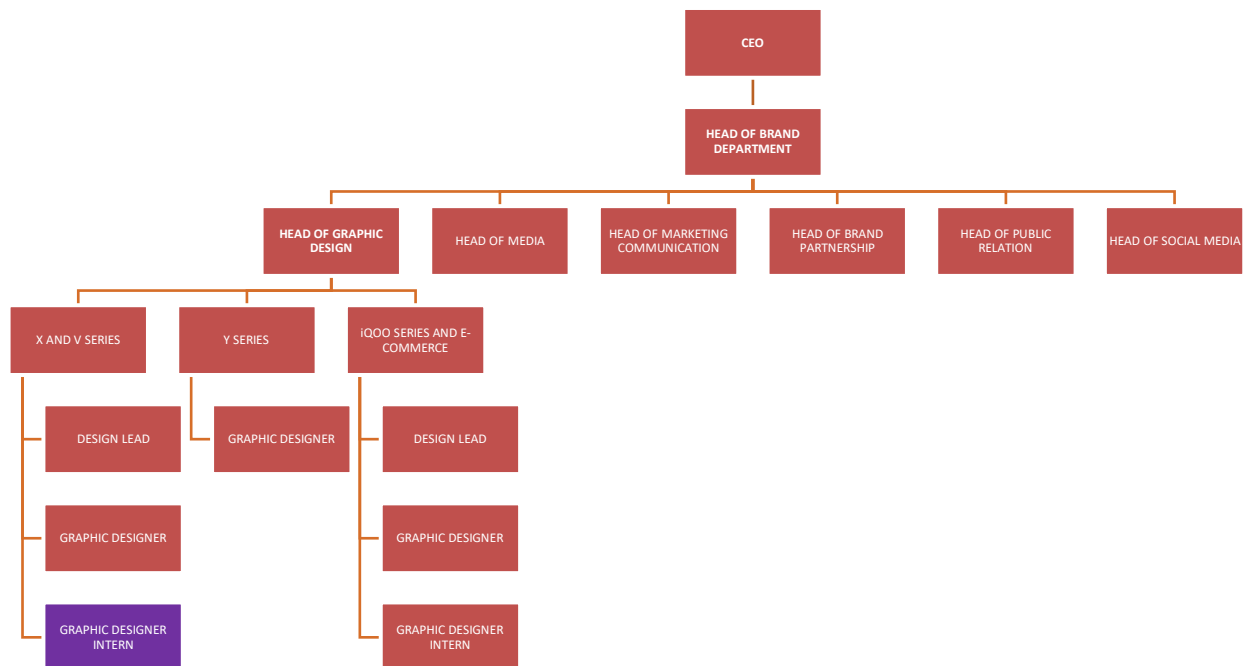 CEO
HEAD OF BRAND
DEPARTMENT
HEAD OF GRAPHIC
DESIGN
HEAD OF MEDIA
HEAD OF MARKETING
COMMUNICATION
HEAD OF BRAND
PARTNERSHIP
HEAD OF PUBLIC
RELATION
HEAD OF SOCIAL MEDIA
X AND V SERIES
Y SERIES
iQOO SERIES AND E-
COMMERCE
DESIGN LEAD
GRAPHIC DESIGNER
DESIGN LEAD
GRAPHIC DESIGNER
GRAPHIC DESIGNER
GRAPHIC DESIGNER
INTERN
GRAPHIC DESIGNER
INTERN